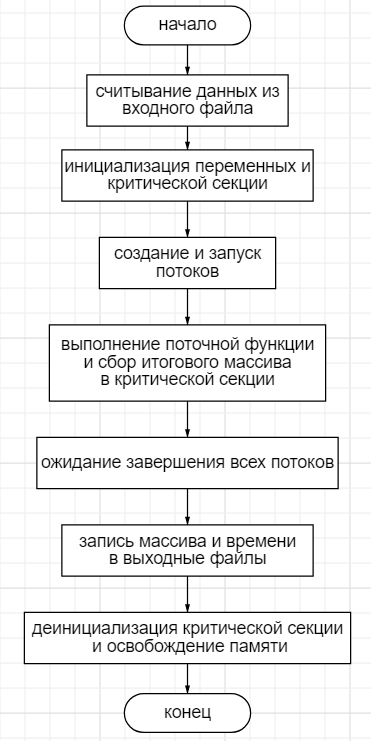 начало
считывание данных из
входного файла
инициализация переменных и
критической секции
создание и запуск
потоков
выполнение поточной функции
и сбор итогового массива
в критической секции
ожидание завершения всех потоков
запись массива и времени
в выходные файлы
деинициализация критической секции
и освобождение памяти
конец